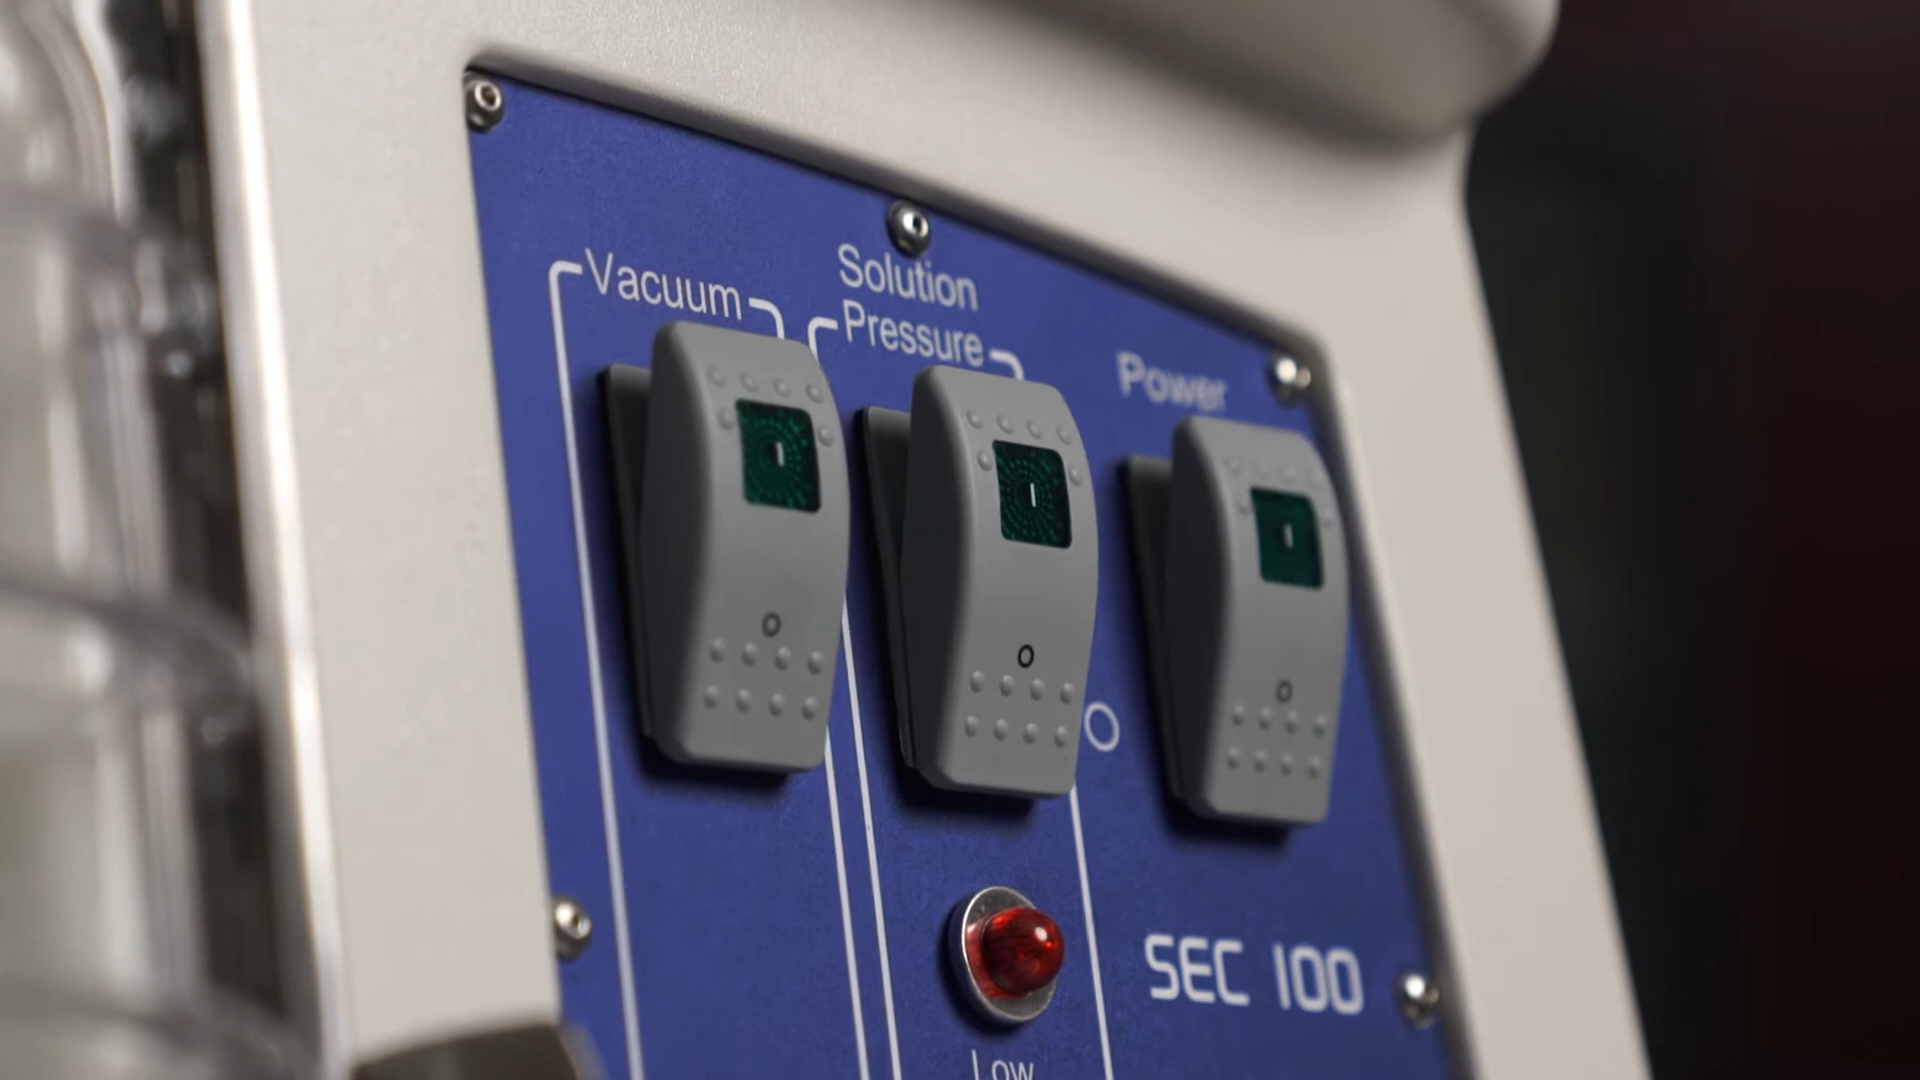 Vacuum
Solution
Pressure
Power
I
O
I
O
I
O
SEC 100
Low